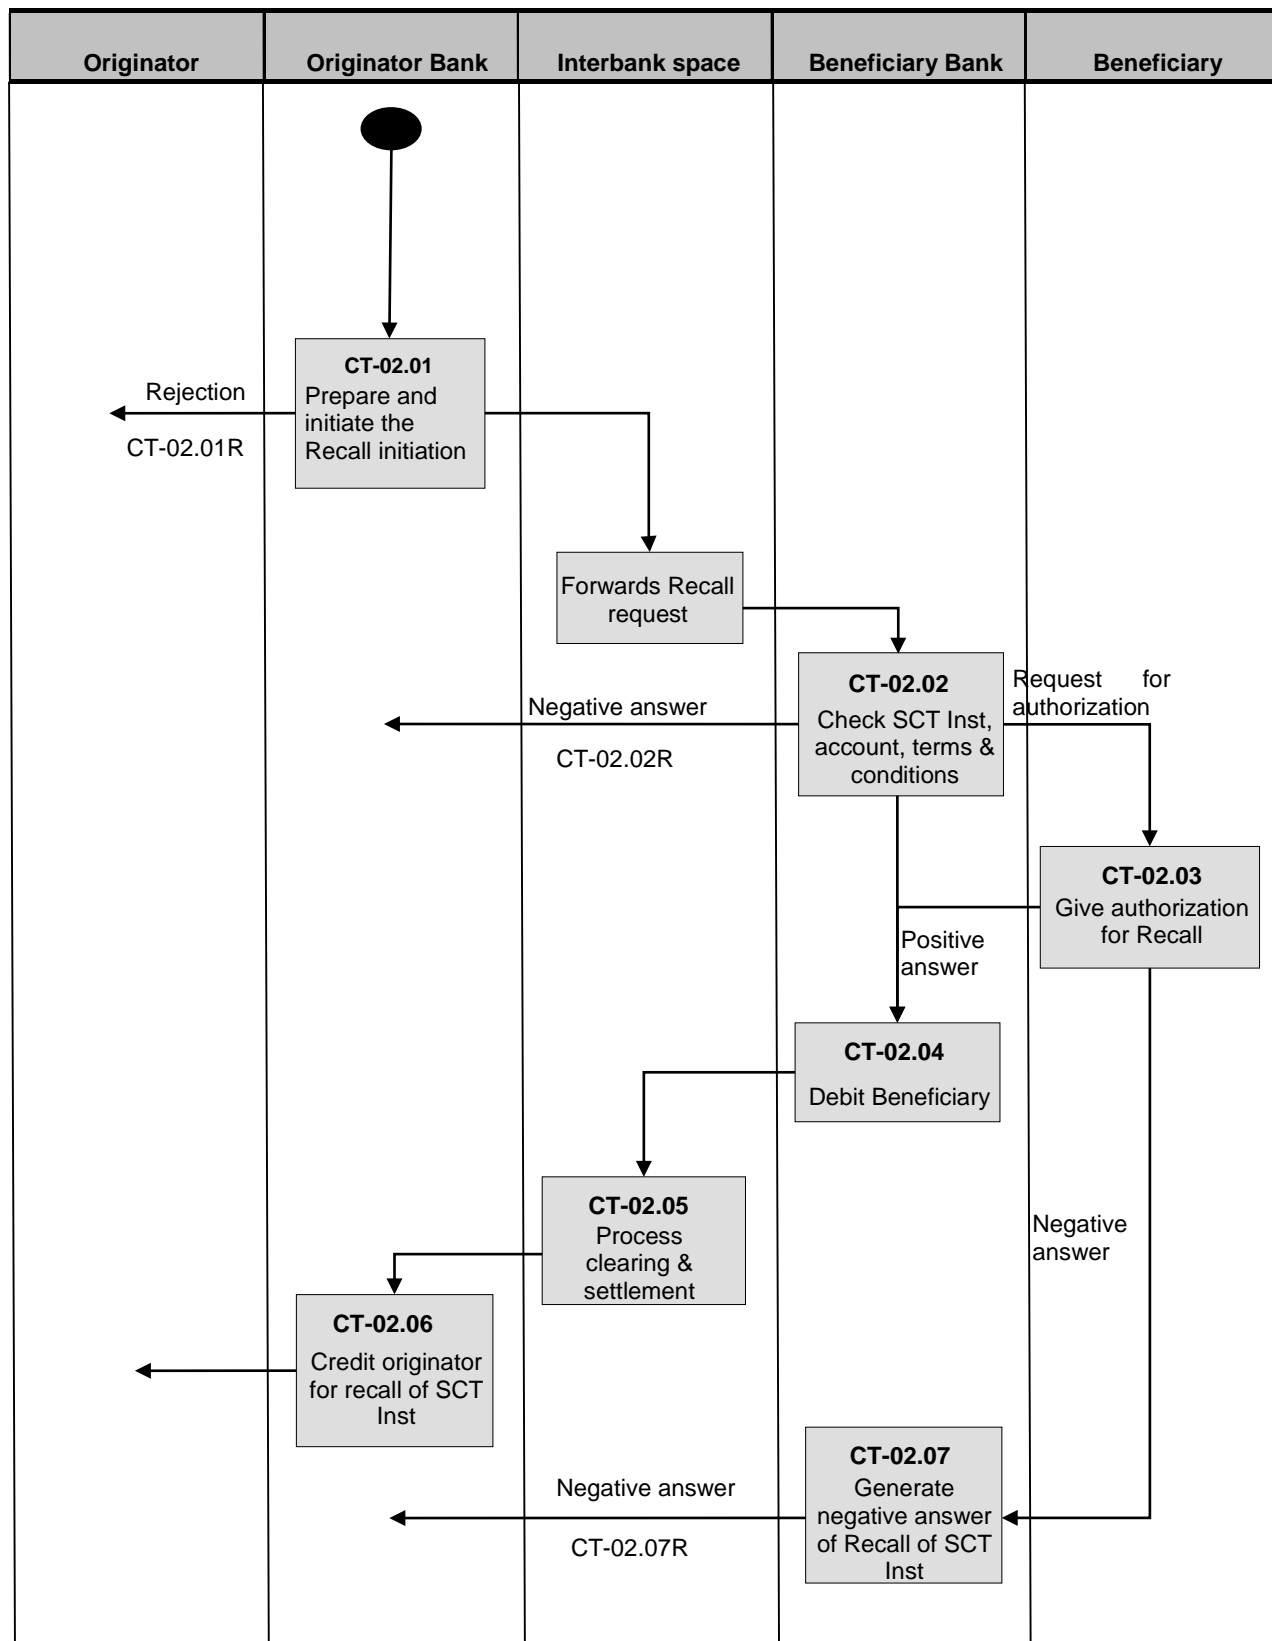 Originator
Originator Bank
Interbank space
Beneficiary Bank
Beneficiary
CT-02.01
Prepare and
initiate the
Recall initiation
Rejection
CT-02.01R
Forwards Recall
request
CT-02.02
Check SCT Inst,
account, terms &
conditions
Request for
authorization
Negative answer
CT-02.02R
CT-02.03
Give authorization
for Recall
Positive
answer
CT-02.04
Debit Beneficiary
CT-02.05
Process
clearing &
settlement
Negative
answer
CT-02.06
Credit originator
for recall of SCT
Inst
CT-02.07
Generate
negative answer
of Recall of SCT
Inst
Negative answer
CT-02.07R